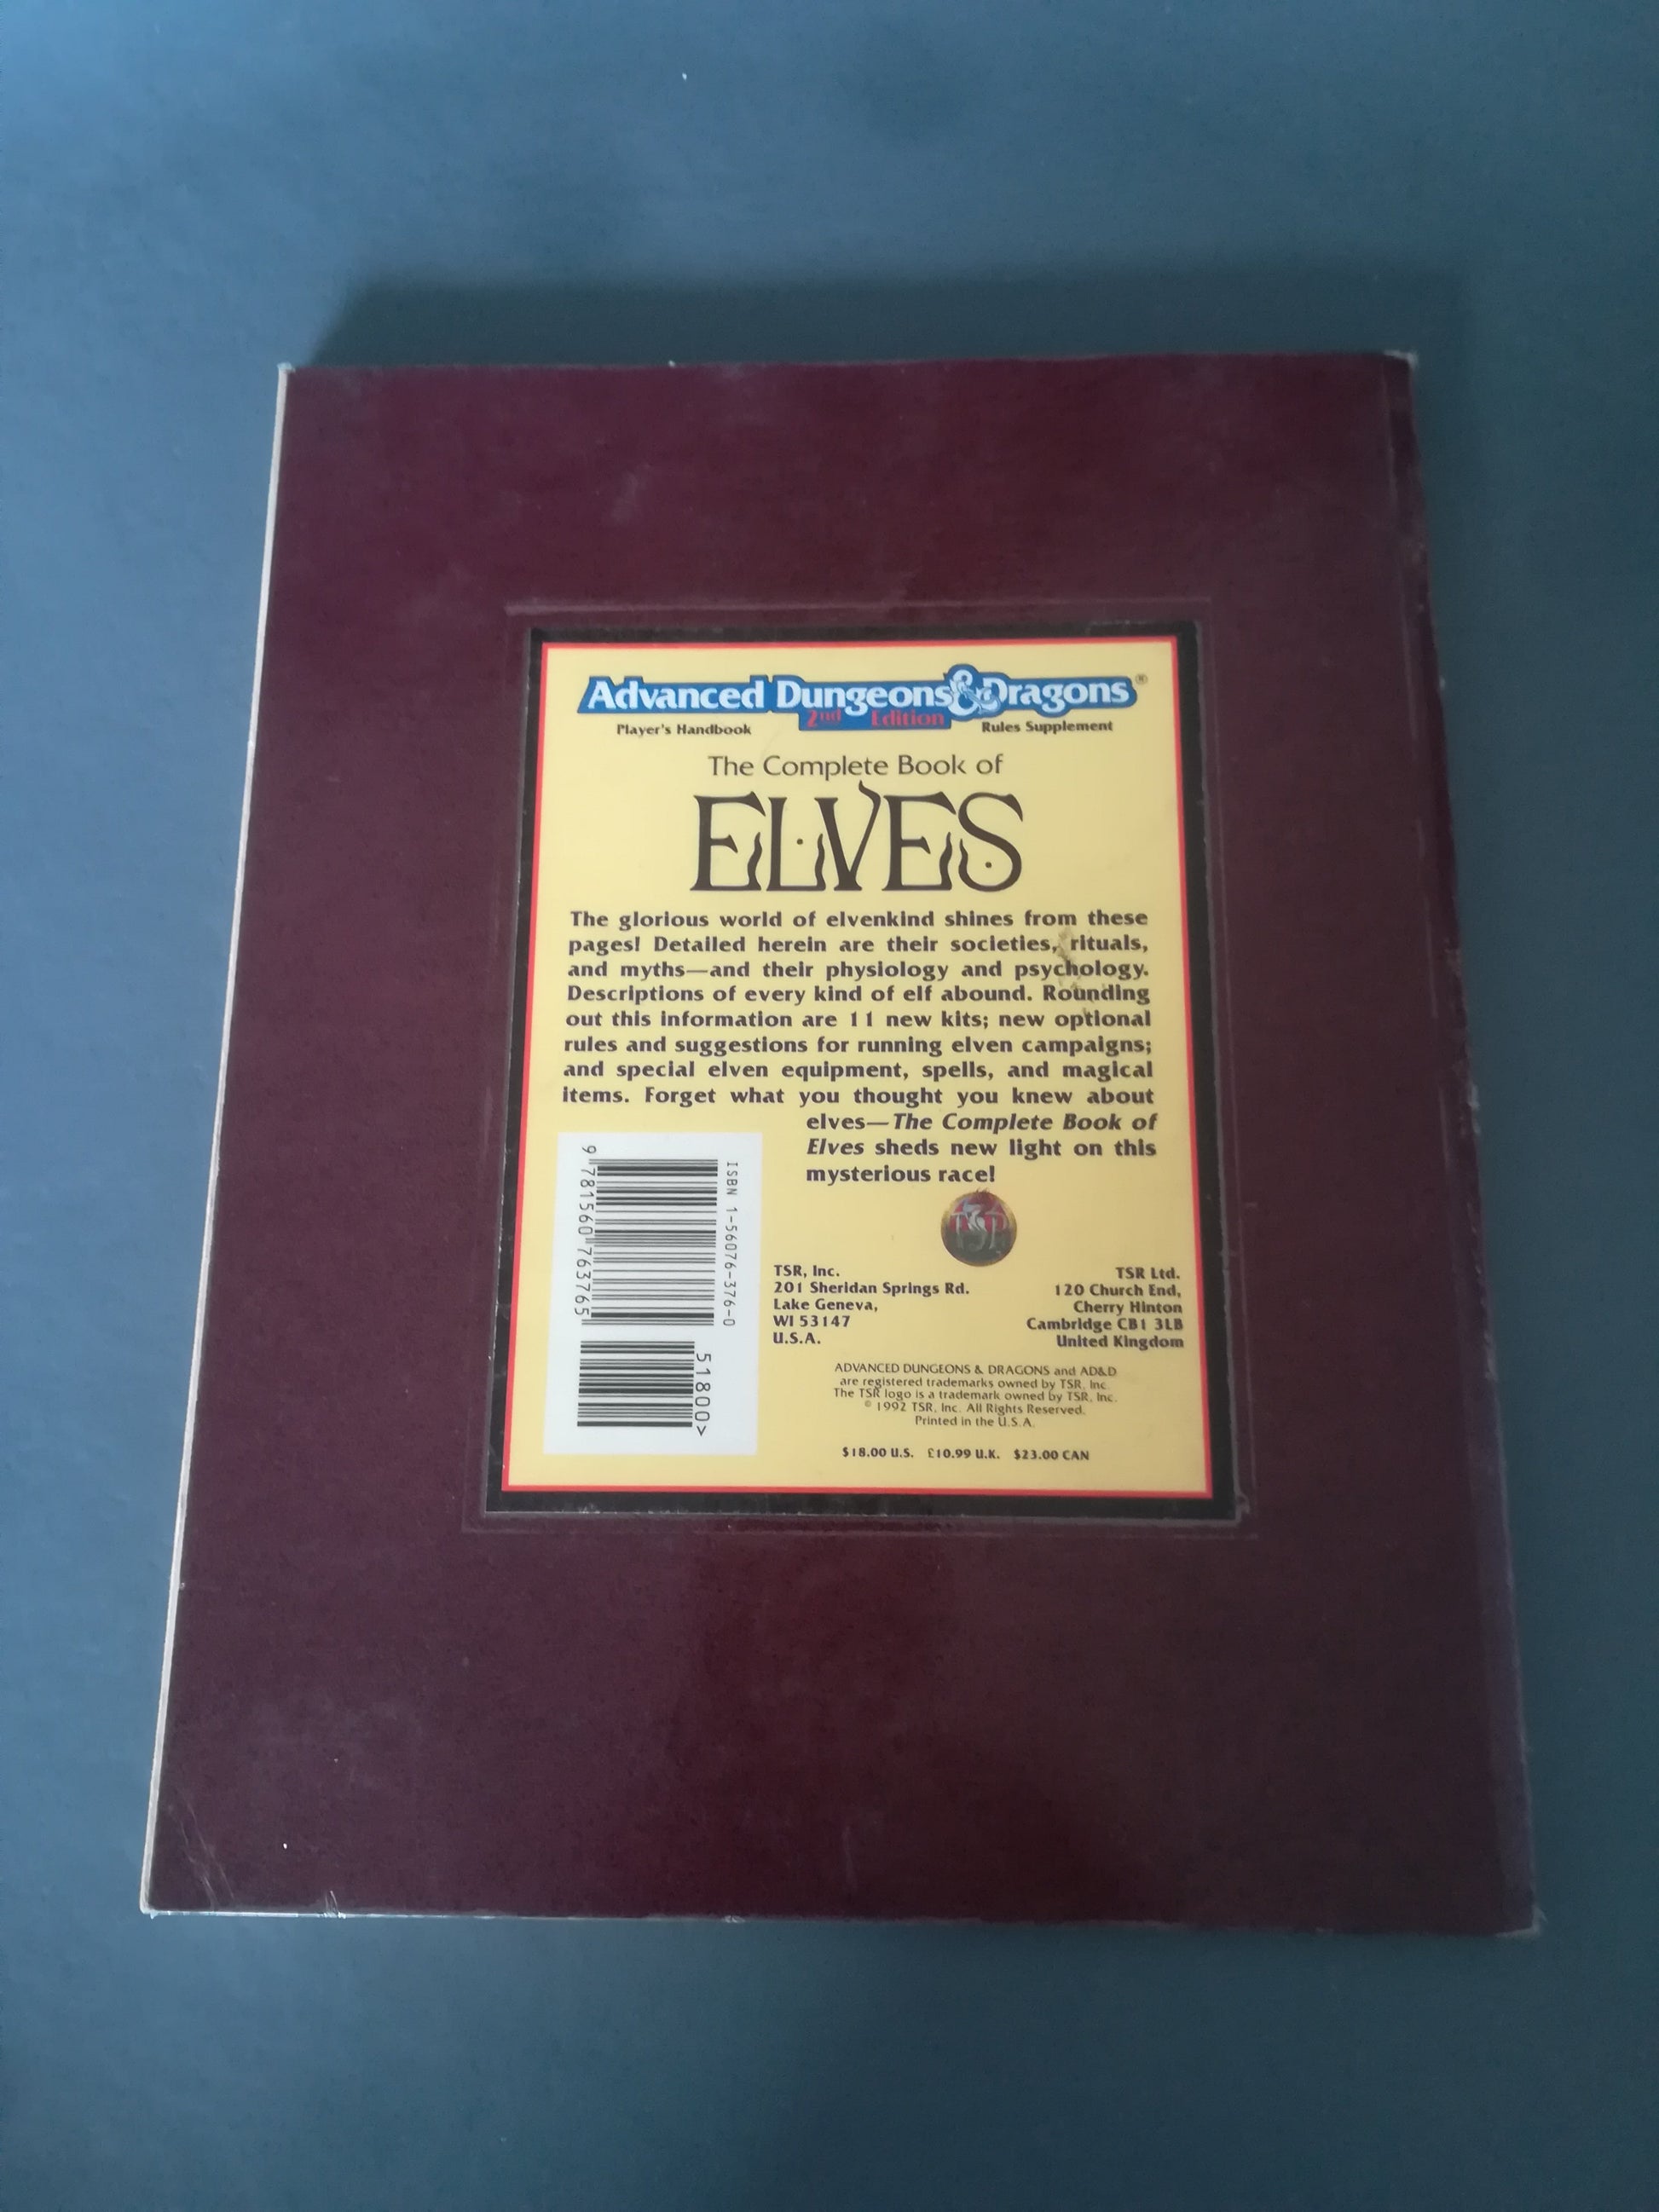 Advanced Dungeons & Dragons®
2nd Edition
Player's Handbook Rules Supplement
The Complete Book of
ELVES
The glorious world of elvenkind shines from these
pages! Detailed herein are their societies, rituals,
and myths—and their physiology and psychology.
Descriptions of every kind of elf abound. Rounding
out this information are 11 new kits; new optional
rules and suggestions for running elven campaigns;
and special elven equipment, spells, and magical
items. Forget what you thought you knew about
elves—The Complete Book of
Elves sheds new light on this
mysterious race!
ISBN 1-56076-376-0
9 781560 763765
51800>
TSR
TSR, Inc.
201 Sheridan Springs Rd.
Lake Geneva,
WI 53147
U.S.A.
TSR Ltd.
120 Church End,
Cherry Hinton
Cambridge CB1 3LB
United Kingdom
ADVANCED DUNGEONS & DRAGONS and AD&D
are registered trademarks owned by TSR, Inc.
The TSR logo is a trademark owned by TSR, Inc.
© 1992 TSR, Inc. All Rights Reserved.
Printed in the U.S.A.
$18.00 U.S. £10.99 U.K. $23.00 CAN